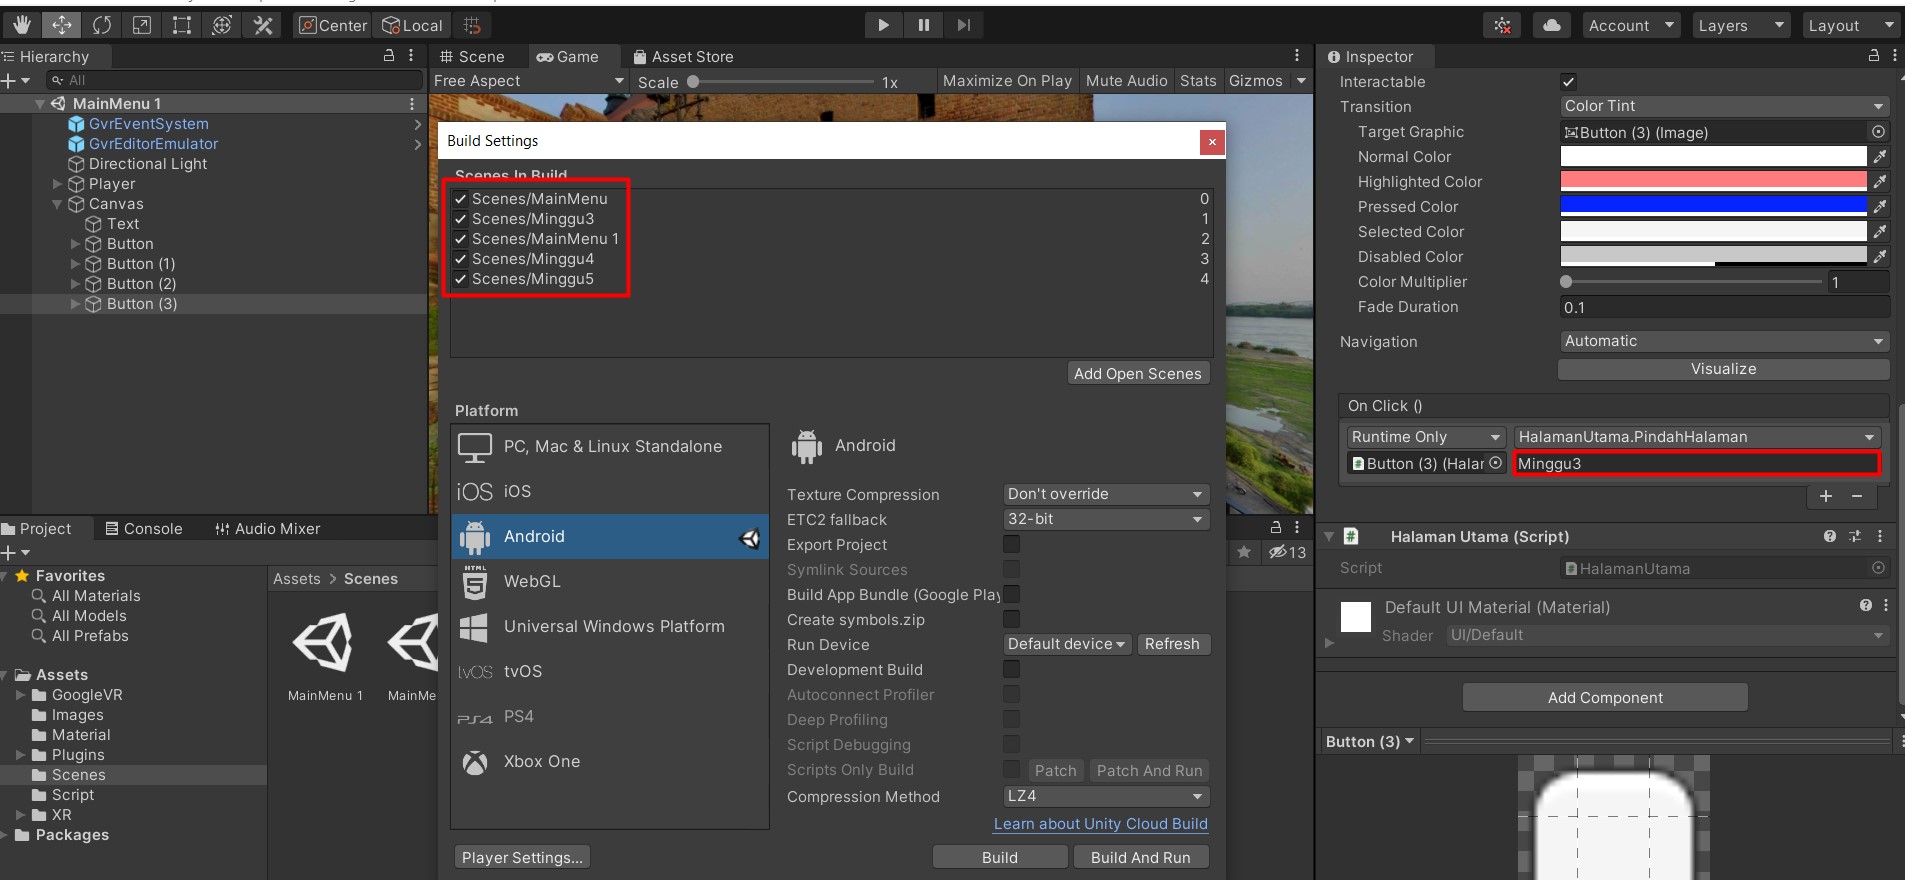 Center
Local
Account
Layers
Layout
Hierarchy
All
MainMenu 1
GvrEventSystem
GvrEditorEmulator
Directional Light
Player
Canvas
Text
Button
Button (1)
Button (2)
Button (3)
Scene
Game
Asset Store
Free Aspect
Scale
1x
Maximize On Play
Mute Audio
Stats
Gizmos
Build Settings
Scenes In Build
Scenes/MainMenu 0
Scenes/Minggu3 1
Scenes/MainMenu 1 2
Scenes/Minggu4 3
Scenes/Minggu5 4
Add Open Scenes
Platform
PC, Mac & Linux Standalone
iOS iOS
Android
HTML
WebGL
Universal Windows Platform
tvOS tvOS
PS4 PS4
Xbox One
Android
Texture Compression Don't override
ETC2 fallback 32-bit
Export Project
Symlink Sources
Build App Bundle (Google Play
Create symbols.zip
Run Device Default device Refresh
Development Build
Autoconnect Profiler
Deep Profiling
Script Debugging
Scripts Only Build Patch Patch And Run
Compression Method LZ4
Learn about Unity Cloud Build
Player Settings...
Build
Build And Run
Project
Console
Audio Mixer
13
Favorites
All Materials
All Models
All Prefabs
Assets
GoogleVR
Images
Material
Plugins
Scenes
Script
XR
Packages
Assets > Scenes
MainMenu 1
MainMe
Inspector
Interactable
Transition Color Tint
Target Graphic Button (3) (Image)
Normal Color
Highlighted Color
Pressed Color
Selected Color
Disabled Color
Color Multiplier 1
Fade Duration 0.1
Navigation Automatic
Visualize
On Click ()
Runtime Only HalamanUtama.PindahHalaman
Button (3) (Halar Minggu3
+ −
# Halaman Utama (Script)
Script HalamanUtama
Default UI Material (Material)
Shader UI/Default
Add Component
Button (3)